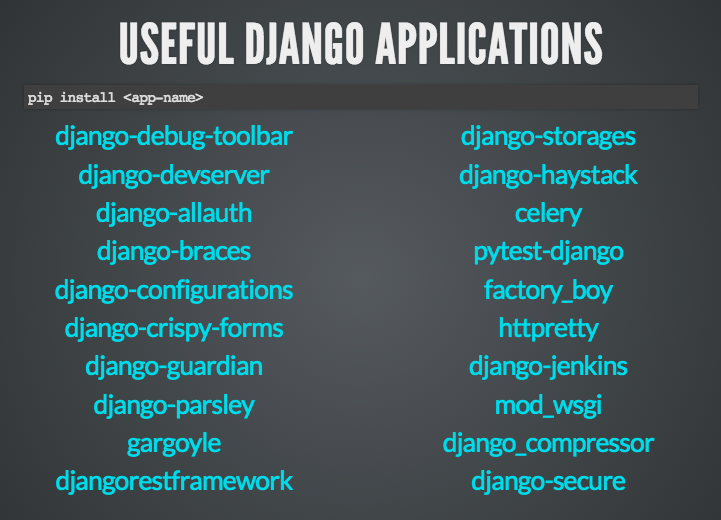 USEFUL DJANGO APPLICATIONS
pip install <app-name>
django-debug-toolbar
django-devserver
django-allauth
django-braces
django-configurations
django-crispy-forms
django-guardian
django-parsley
gargoyle
djangorestframework
django-storages
django-haystack
celery
pytest-django
factory_boy
httpretty
django-jenkins
mod_wsgi
django_compressor
django-secure